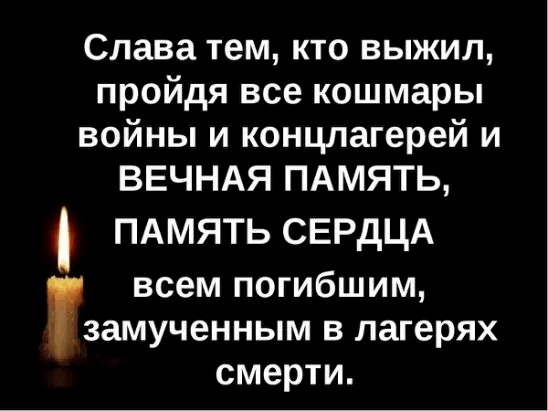 Слава тем, кто выжил,
пройдя все кошмары
войны и концлагерей и
ВЕЧНАЯ ПАМЯТЬ,
ПАМЯТЬ СЕРДЦА
всем погибшим,
замученным в лагерях
смерти.